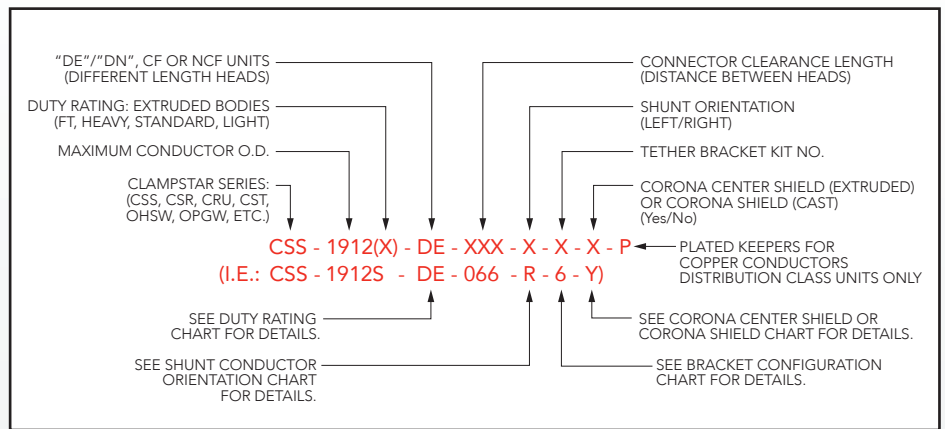 "DE"/"DN", CF OR NCF UNITS
(DIFFERENT LENGTH HEADS)
DUTY RATING: EXTRUDED BODIES
(FT, HEAVY, STANDARD, LIGHT)
MAXIMUM CONDUCTOR O.D.
CLAMPSTAR SERIES:
(CSS, CSR, CRU, CST,
OHSW, OPGW, ETC.)
CONNECTOR CLEARANCE LENGTH
(DISTANCE BETWEEN HEADS)
SHUNT ORIENTATION
(LEFT/RIGHT)
TETHER BRACKET KIT NO.
CORONA CENTER SHIELD (EXTRUDED)
OR CORONA SHIELD (CAST)
(Yes/No)
CSS - 1912(X) - DE - XXX - X - X - X - P
PLATED KEEPERS FOR
COPPER CONDUCTORS
DISTRIBUTION CLASS UNITS ONLY
(I.E.: CSS - 1912S - DE - 066 - R - 6 - Y)
SEE DUTY RATING
CHART FOR DETAILS.
SEE SHUNT CONDUCTOR
ORIENTATION CHART
FOR DETAILS.
SEE CORONA CENTER SHIELD OR
CORONA SHIELD CHART FOR DETAILS.
SEE BRACKET CONFIGURATION
CHART FOR DETAILS.